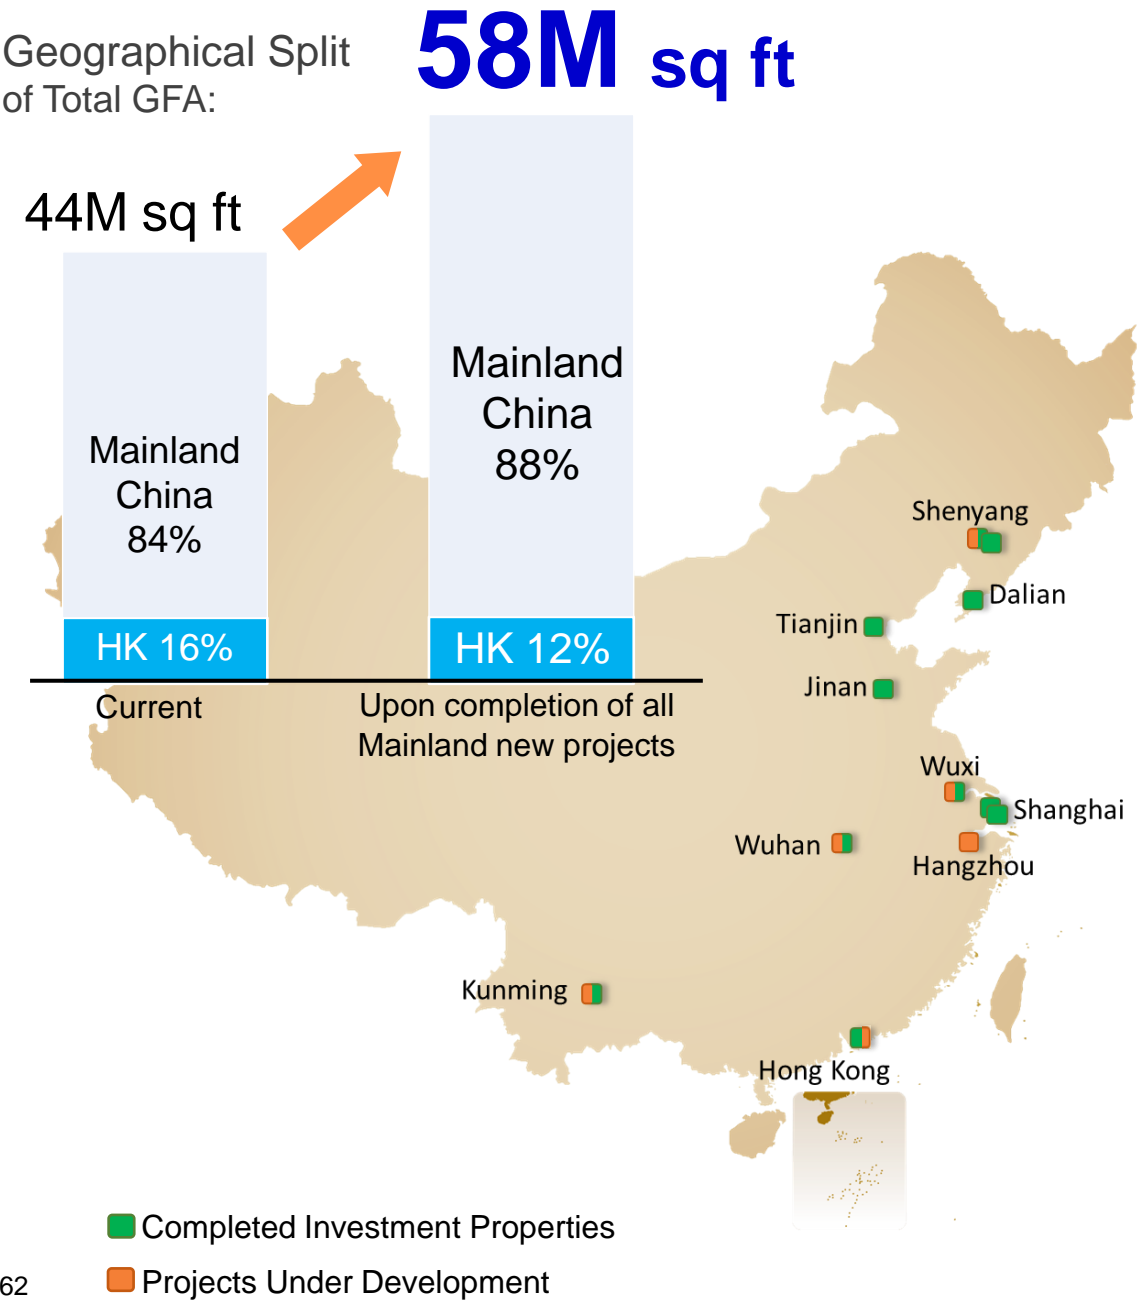 Geographical Split
of Total GFA:
58M sq ft
44M sq ft
Mainland
China
84%
HK 16%
Current
Mainland
China
88%
HK 12%
Upon completion of all
Mainland new projects
Shenyang
Dalian
Tianjin
Jinan
Wuxi
Shanghai
Wuhan
Hangzhou
Kunming
Hong Kong
Completed Investment Properties
Projects Under Development
62